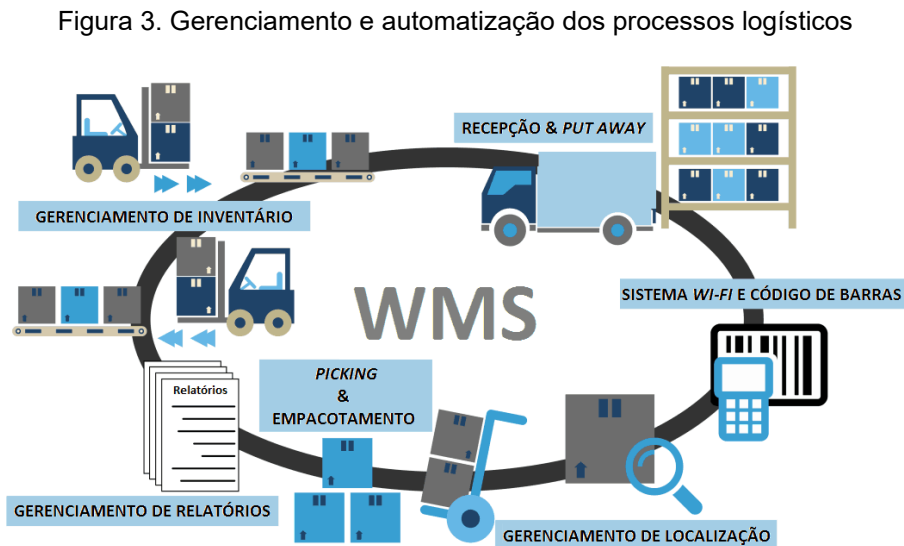 Figura 3. Gerenciamento e automatização dos processos logísticos
RECEPÇÃO & PUT AWAY
GERENCIAMENTO DE INVENTÁRIO
SISTEMA WI-FI E CÓDIGO DE BARRAS
WMS
PICKING
&
EMPACOTAMENTO
Relatórios
GERENCIAMENTO DE RELATÓRIOS
GERENCIAMENTO DE LOCALIZAÇÃO